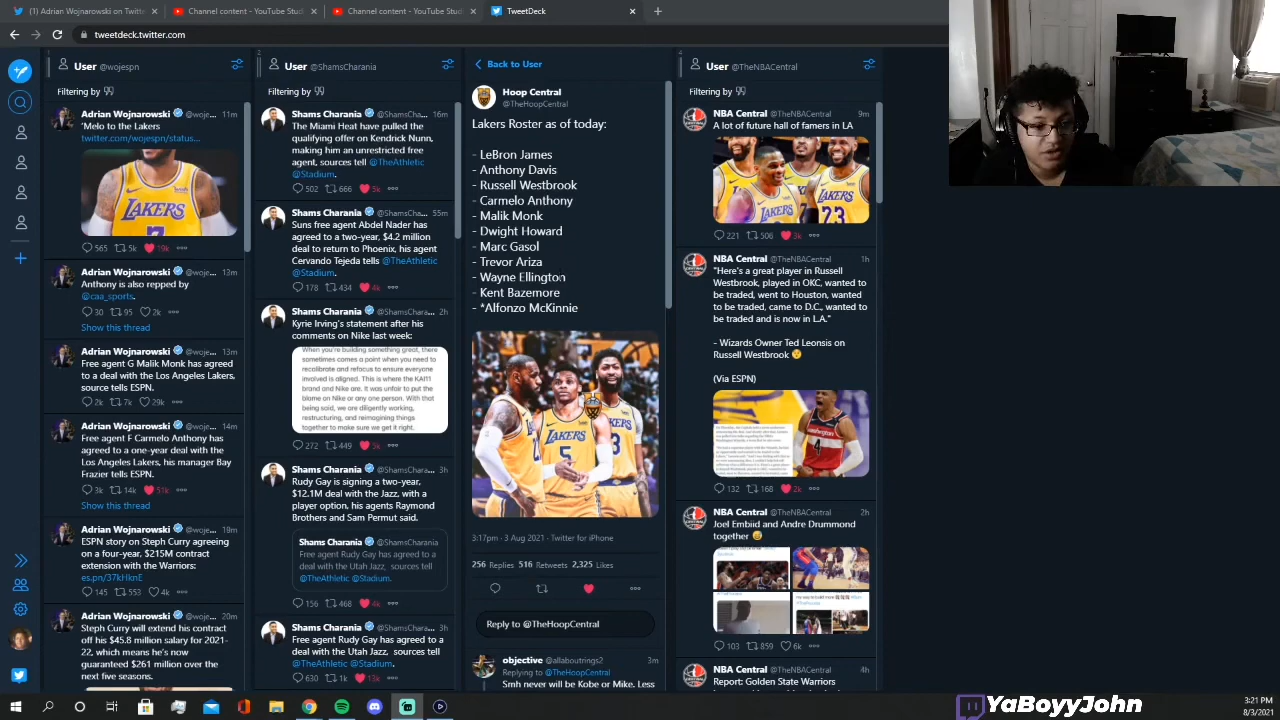 (1) Adrian Wojnarowski on Twitt
Channel content - YouTube Stud
Channel content - YouTube Stud
TweetDeck
tweetdeck.twitter.com
1
User @wojespn
Filtering by
Adrian Wojnarowski @woje... 11m
'Melo to the Lakers
twitter.com/wojespn/status...
LAKERS
565 5k 19k
Adrian Wojnarowski @woje... 12m
Anthony is also repped by
@caa_sports.
30 95 2k
Show this thread
Adrian Wojnarowski @woje... 13m
Free agent G Malik Monk has agreed
to a deal with the Los Angeles Lakers,
source tells ESPN.
2k 7k 29k
Adrian Wojnarowski @woje... 14m
Free agent F Carmelo Anthony has
agreed to a one-year deal with the
Los Angeles Lakers, his manager Bay
Frazier tells ESPN.
3k 14k 51k
Show this thread
Adrian Wojnarowski @woje... 19m
ESPN story on Steph Curry agreeing
on a four-year, $215M contract
extension with the Warriors:
es.pn/37kHknE
145 553 4k
Adrian Wojnarowski @woje... 20m
Steph Curry will extend his contract
off his $45.8 million salary for 2021-
22, which means he's now
guaranteed $261 million over the
next five seasons.
2
User @ShamsCharania
Filtering by
Shams Charania @ShamsCha... 16m
The Miami Heat have pulled the
qualifying offer on Kendrick Nunn,
making him an unrestricted free
agent, sources tell @TheAthletic
@Stadium.
502 666 5k
Shams Charania @ShamsCha... 55m
Suns free agent Abdel Nader has
agreed to a two-year, $4.2 million
deal to return to Phoenix, his agent
Cervando Tejeda tells @TheAthletic
@Stadium.
178 434 4k
Shams Charania @ShamsCharania 2h
Kyrie Irving's statement after his
comments on Nike last week:
When you're building something great, there
sometimes comes a point when you need to
recalibrate and refocus to ensure everyone
involved is aligned. This is where the KAI11
brand and Nike are. It was unfair to put the
blame on Nike or any one person. With that
being said, we are diligently working,
restructuring, and reimagining things
together to make sure we get it right.
272 1,449
Shams Charania @ShamsCharania 3h
Rudy Gay is signing a two-year,
$12.1M deal with the Jazz, with a
player option, his agents Raymond
Brothers and Sam Permut said.
Shams Charania @ShamsCharania
Free agent Rudy Gay has agreed to a
deal with the Utah Jazz, sources tell
@TheAthletic @Stadium.
156 468 4k
Shams Charania @ShamsCharania 3h
Free agent Rudy Gay has agreed to a
deal with the Utah Jazz, sources tell
@TheAthletic @Stadium.
630 1k 13k
Back to User
Hoop Central
@TheHoopCentral
Lakers Roster as of today:
- LeBron James
- Anthony Davis
- Russell Westbrook
- Carmelo Anthony
- Malik Monk
- Dwight Howard
- Marc Gasol
- Trevor Ariza
- Wayne Ellington
- Kent Bazemore
- *Alfonzo McKinnie
LAKERS
5
3
3:17pm · 3 Aug 2021 · Twitter for iPhone
256 Replies 516 Retweets 2,325 Likes
Reply to @TheHoopCentral
objective @allaboutrings2 3m
Replying to @TheHoopCentral
Smh never will be Kobe or Mike. Less
4
User @TheNBACentral
Filtering by
NBA Central @TheNBACentral 9m
A lot of future hall of famers in LA
LAKERS
LAKERS
23
221 506 3k
NBA Central @TheNBACentral 1h
"Here's a great player in Russell
Westbrook, played in OKC, wanted to
be traded, went to Houston, wanted
to be traded, came to D.C., wanted to
be traded and is now in L.A."
- Wizards Owner Ted Leonsis on
Russell Westbrook
(Via ESPN)
washington
4
132 168 2k
NBA Central @TheNBACentral 2h
Joel Embiid and Andre Drummond
together
103 859 6k
NBA Central @TheNBACentral 4h
Report: Golden State Warriors
YaBoyyJohn
3:21 PM
8/3/2021